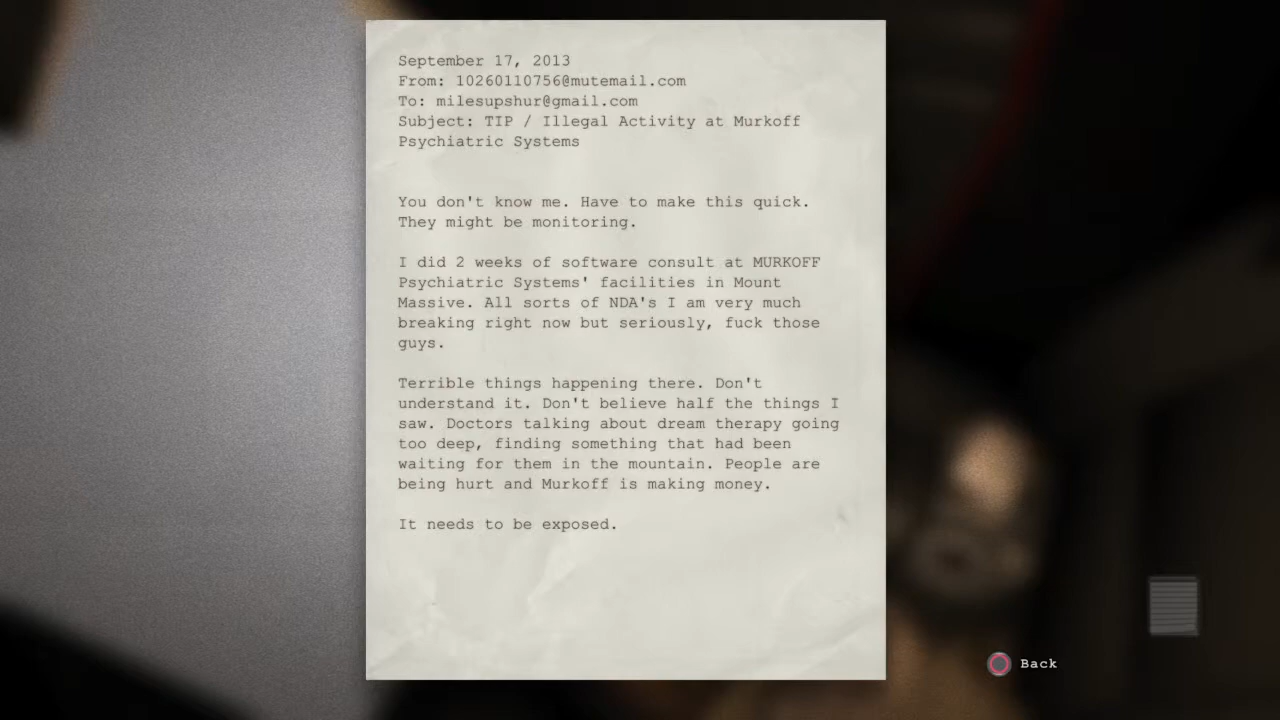 September 17, 2013
From: 10260110756@mutemail.com
To: milesupshur@gmail.com
Subject: TIP / Illegal Activity at Murkoff
Psychiatric Systems
You don't know me. Have to make this quick.
They might be monitoring.
I did 2 weeks of software consult at MURKOFF
Psychiatric Systems' facilities in Mount
Massive. All sorts of NDA's I am very much
breaking right now but seriously, fuck those
guys.
Terrible things happening there. Don't
understand it. Don't believe half the things I
saw. Doctors talking about dream therapy going
too deep, finding something that had been
waiting for them in the mountain. People are
being hurt and Murkoff is making money.
It needs to be exposed.
Back